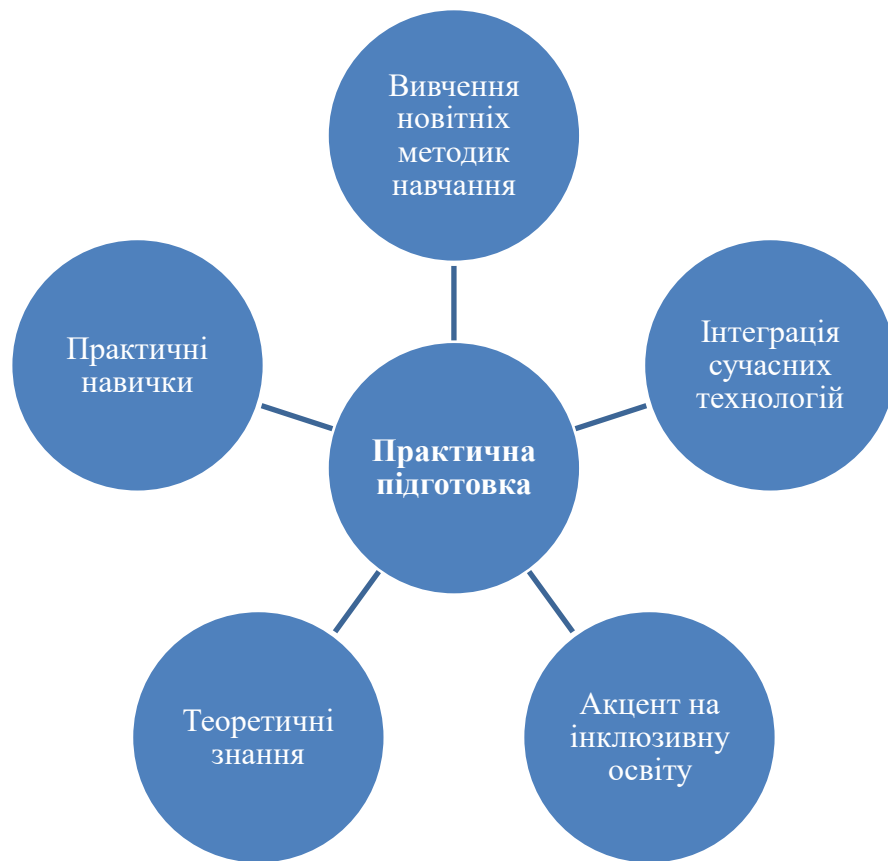 Вивчення
новітніх
методик
навчання
Інтеграція
сучасних
технологій
Акцент на
інклюзивну
освіту
Теоретичні
знання
Практичні
навички
Практична
підготовка